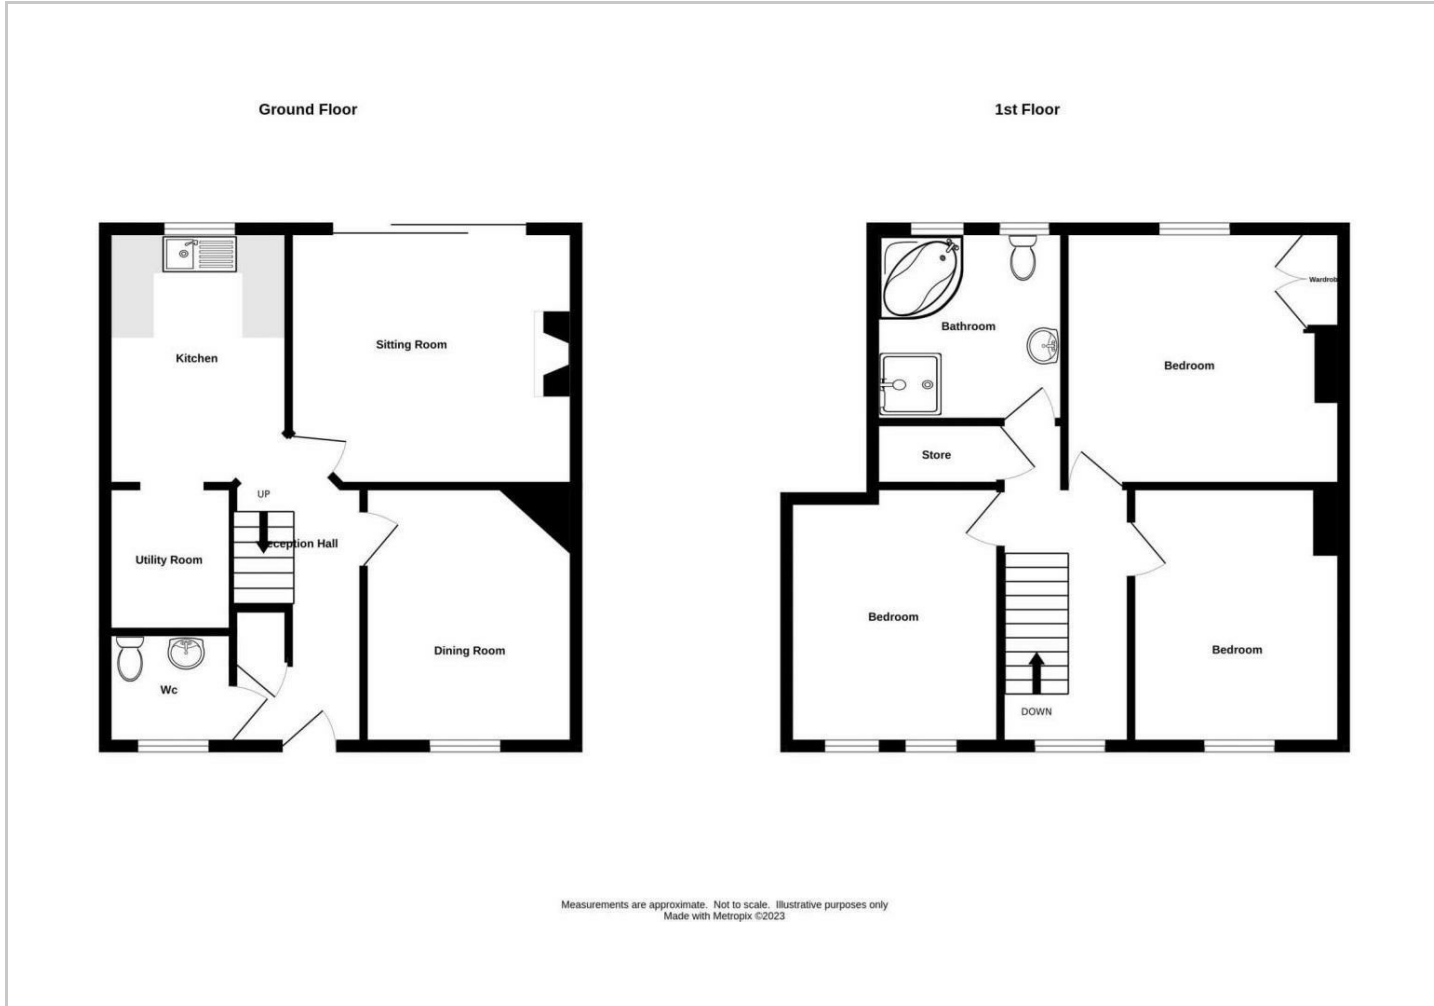 Ground Floor
1st Floor
Kitchen
Sitting Room
UP
eception Hall
Utility Room
Dining Room
Wc
Bathroom
Wardrob
Bedroom
Store
Bedroom
Bedroom
DOWN
Measurements are approximate.  Not to scale.  Illustrative purposes only
Made with Metropix ©2023